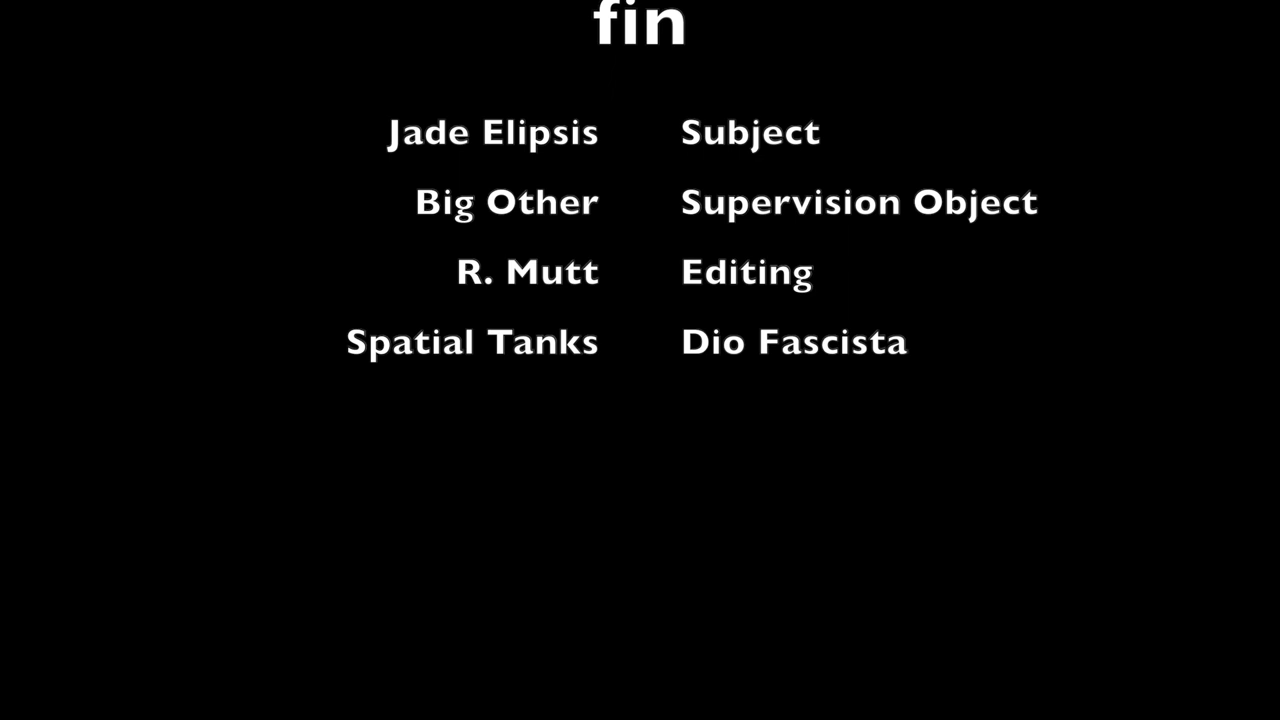 fin
Jade Elipsis Subject
Big Other Supervision Object
R. Mutt Editing
Spatial Tanks Dio Fascista